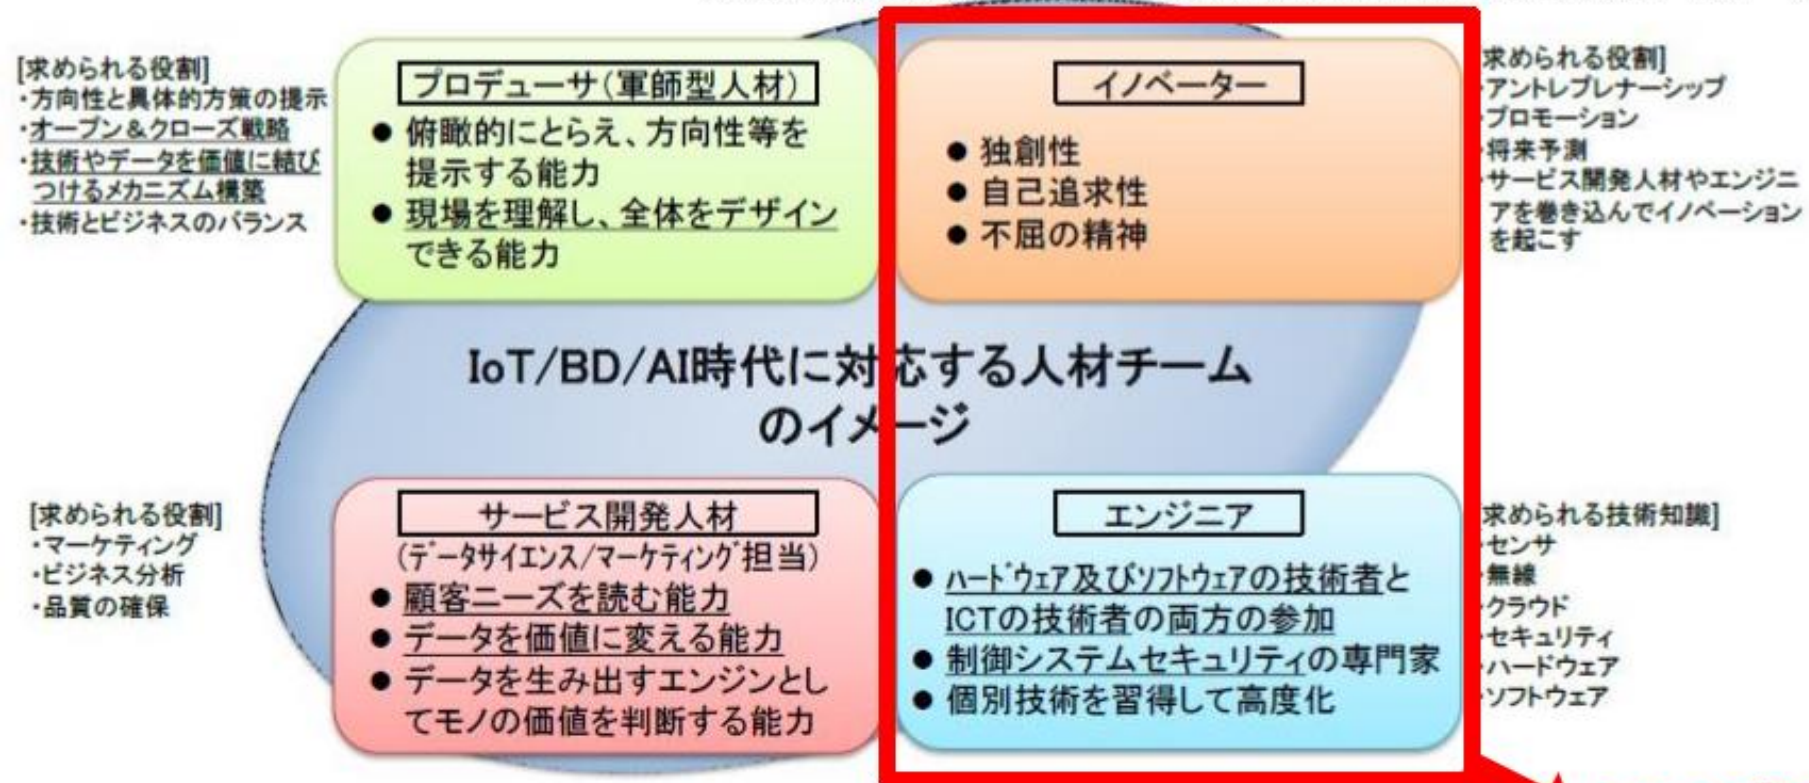 [求められる役割]
・方向性と具体的方策の提示
・オープン＆クローズ戦略
・技術やデータを価値に結び
つけるメカニズム構築
・技術とビジネスのバランス
プロデューサ(軍師型人材)
● 俯瞰的にとらえ、方向性等を
提示する能力
● 現場を理解し、全体をデザイン
できる能力
イノベーター
● 独創性
● 自己追求性
● 不屈の精神
求められる役割]
・アントレプレナーシップ
・プロモーション
・将来予測
・サービス開発人材やエンジニ
アを巻き込んでイノベーション
を起こす
IoT/BD/AI時代に対応する人材チーム
のイメージ
[求められる役割]
・マーケティング
・ビジネス分析
・品質の確保
サービス開発人材
(ﾃﾞｰﾀｻｲｴﾝｽ/ﾏｰｹﾃｨﾝｸﾞ担当)
● 顧客ニーズを読む能力
● データを価値に変える能力
● データを生み出すエンジンとし
てモノの価値を判断する能力
エンジニア
● ﾊｰﾄﾞｳｪｱ及びｿﾌﾄｳｪｱの技術者と
ICTの技術者の両方の参加
● 制御システムセキュリティの専門家
● 個別技術を習得して高度化
求められる技術知識]
・センサ
・無線
・クラウド
・セキュリティ
・ハードウェア
・ソフトウェア